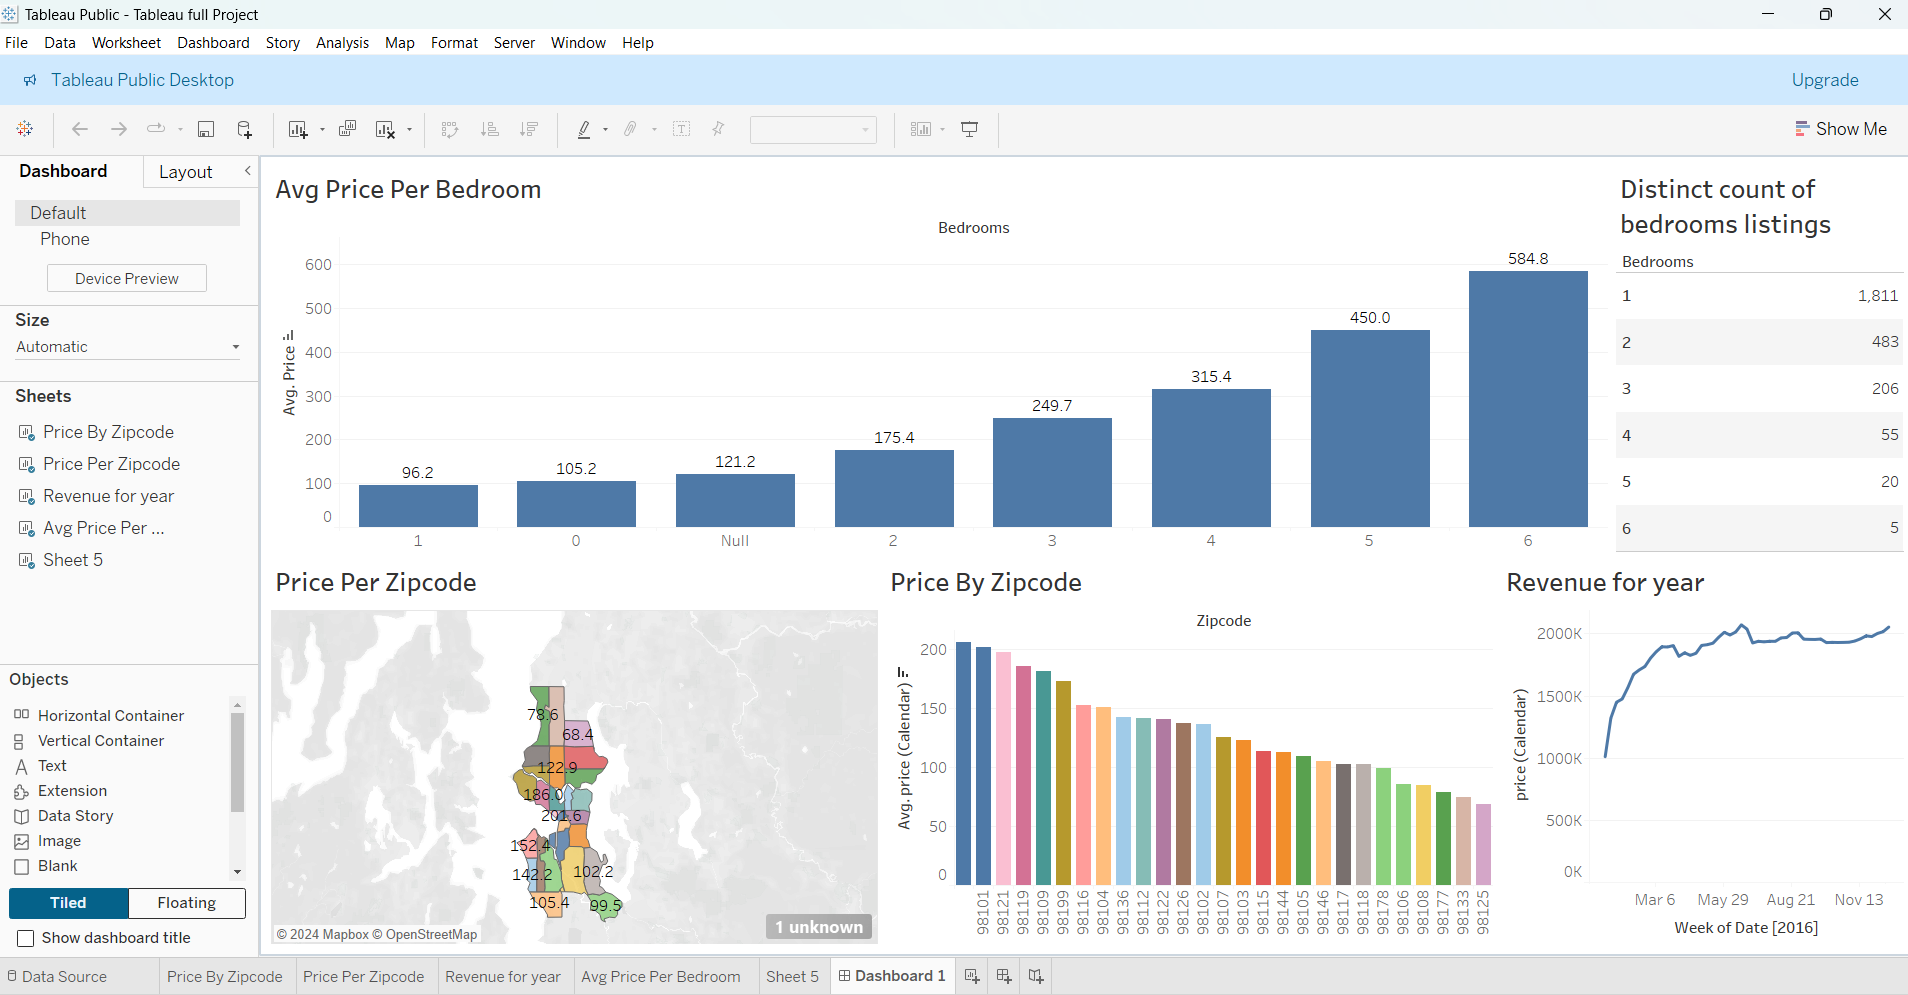 Tableau Public - Tableau full Project
File Data Worksheet Dashboard Story Analysis Map Format Server Window Help
Tableau Public Desktop
Upgrade
Show Me
Dashboard
Layout
Default
Phone
Device Preview
Size
Automatic
Sheets
Price By Zipcode
Price Per Zipcode
Revenue for year
Avg Price Per ...
Sheet 5
Objects
Horizontal Container
Vertical Container
Text
Extension
Data Story
Image
Blank
Tiled
Floating
Show dashboard title
Avg Price Per Bedroom
Bedrooms
Avg. Price
600
500
400
300
200
100
0
96.2
105.2
121.2
175.4
249.7
315.4
450.0
584.8
1
0
Null
2
3
4
5
6
Distinct count of
bedrooms listings
Bedrooms
1 1,811
2 483
3 206
4 55
5 20
6 5
Price Per Zipcode
78.6
68.4
122.9
186.0
201.6
152.4
142.2
102.2
105.4
99.5
© 2024 Mapbox © OpenStreetMap
1 unknown
Price By Zipcode
Zipcode
Avg. price (Calendar)
200
150
100
50
0
98101
98121
98119
98109
98199
98116
98104
98136
98112
98122
98126
98102
98107
98103
98115
98144
98105
98146
98117
98118
98178
98106
98108
98177
98133
98125
Revenue for year
price (Calendar)
2000K
1500K
1000K
500K
0K
Mar 6
May 29
Aug 21
Nov 13
Week of Date [2016]
Data Source
Price By Zipcode
Price Per Zipcode
Revenue for year
Avg Price Per Bedroom
Sheet 5
Dashboard 1